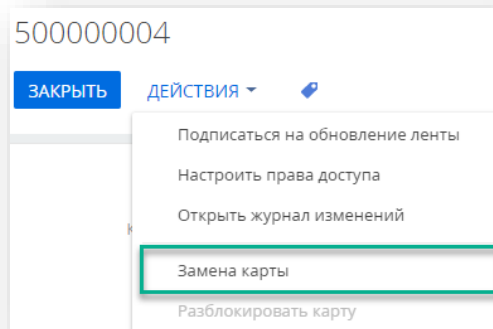 500000004
ЗАКРЫТЬ ДЕЙСТВИЯ
Подписаться на обновление ленты
Настроить права доступа
Открыть журнал изменений
Замена карты
Разблокировать карту